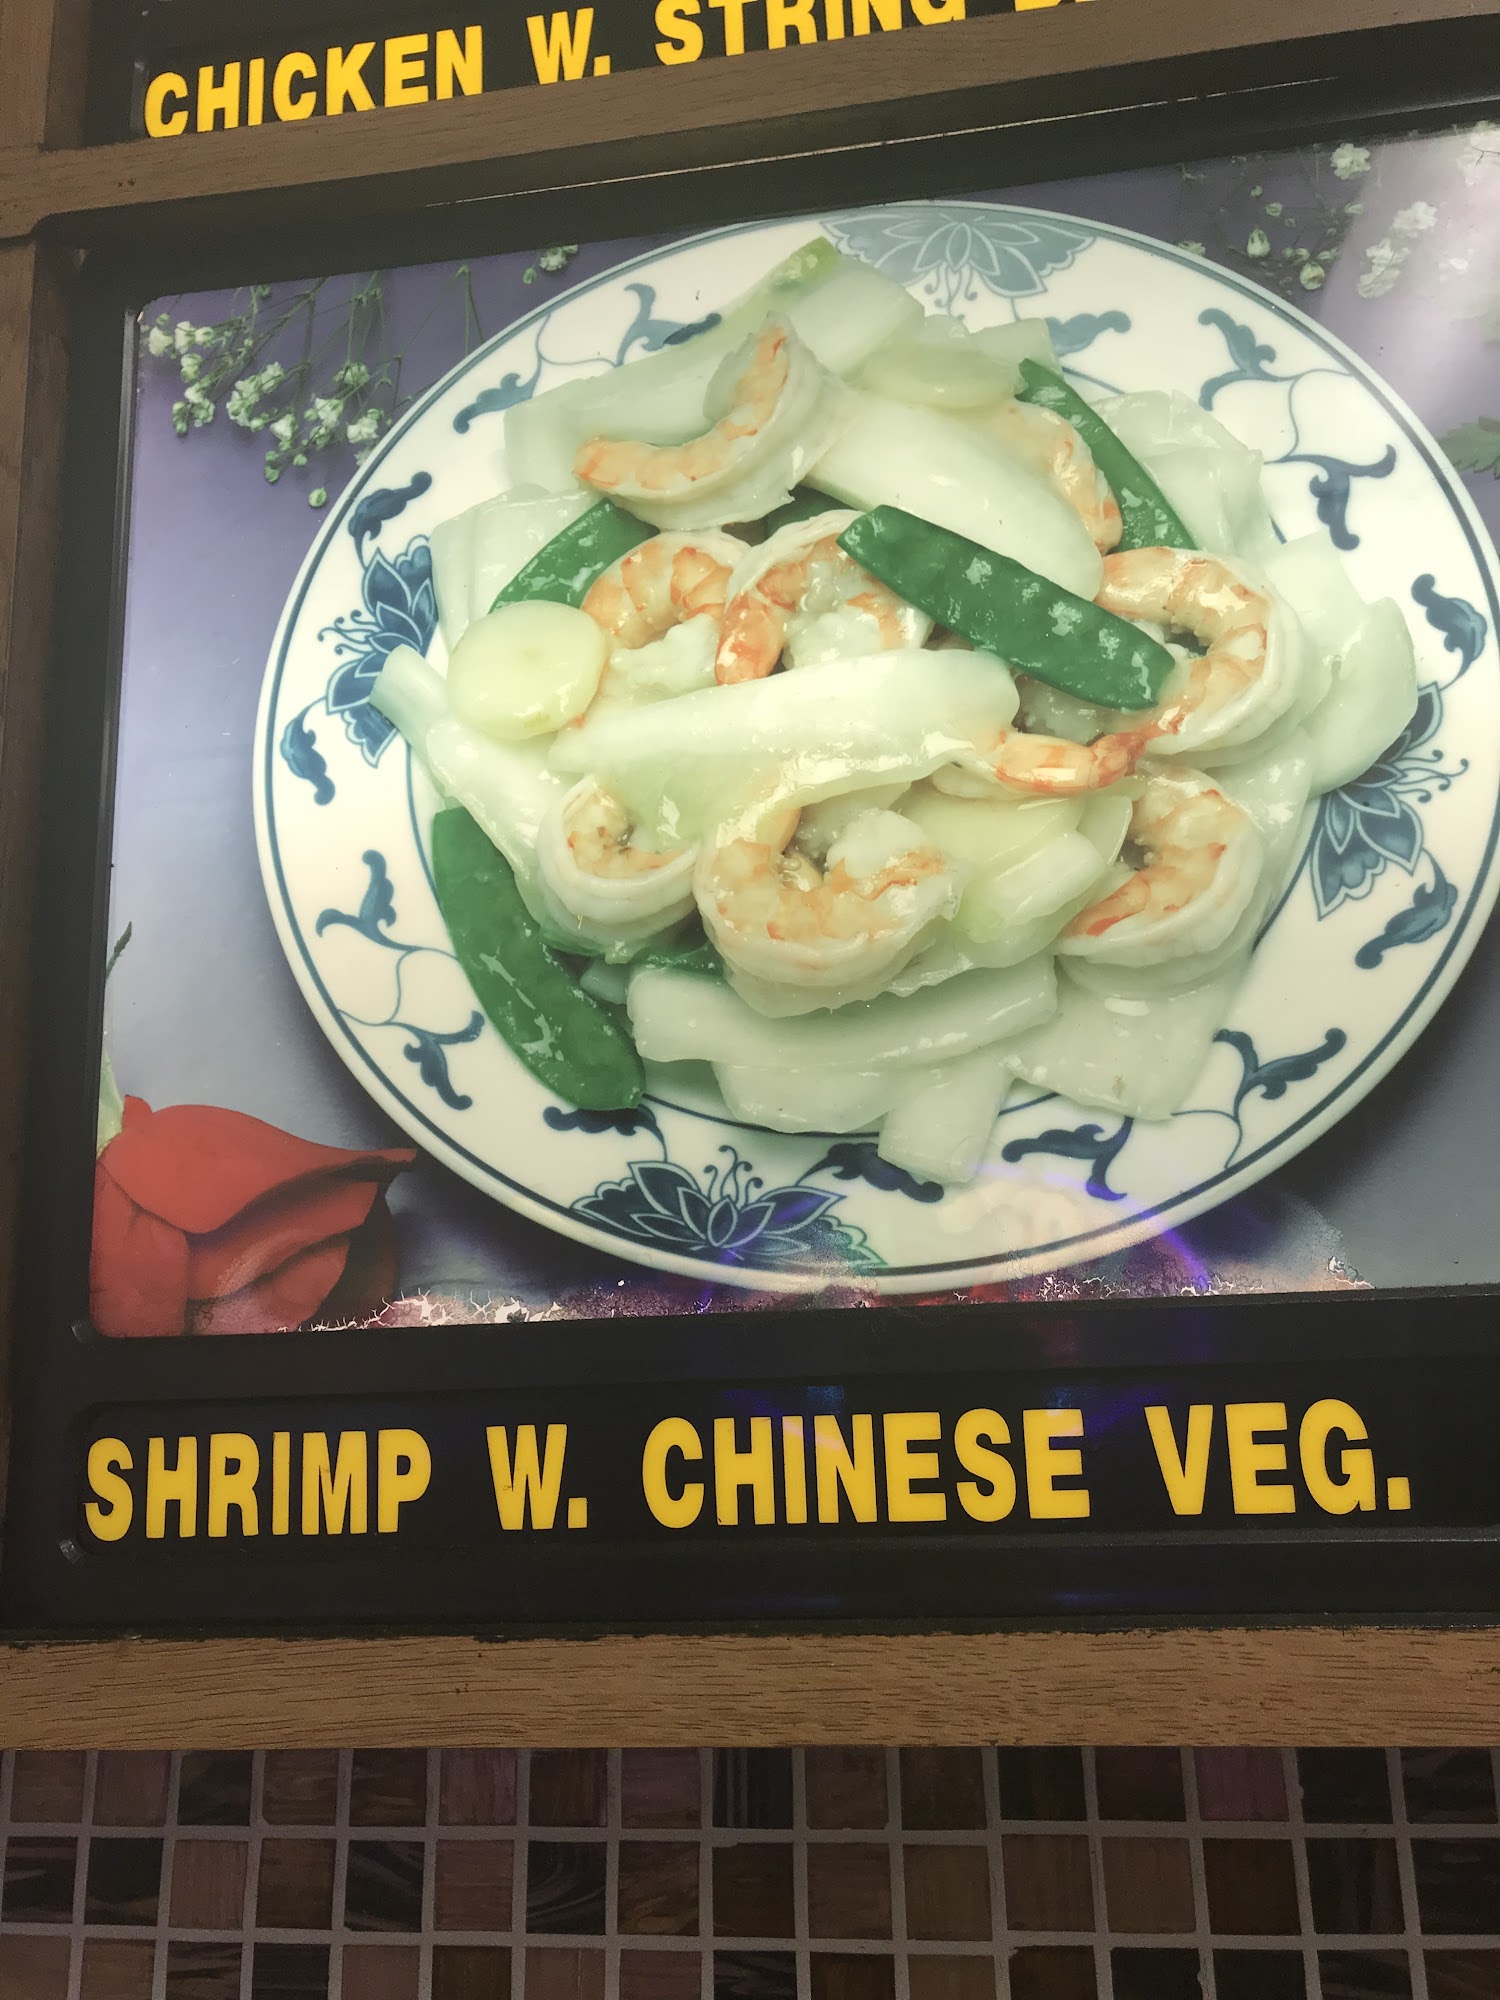 CHICKEN W. STRING
SHRIMP W. CHINESE VEG.